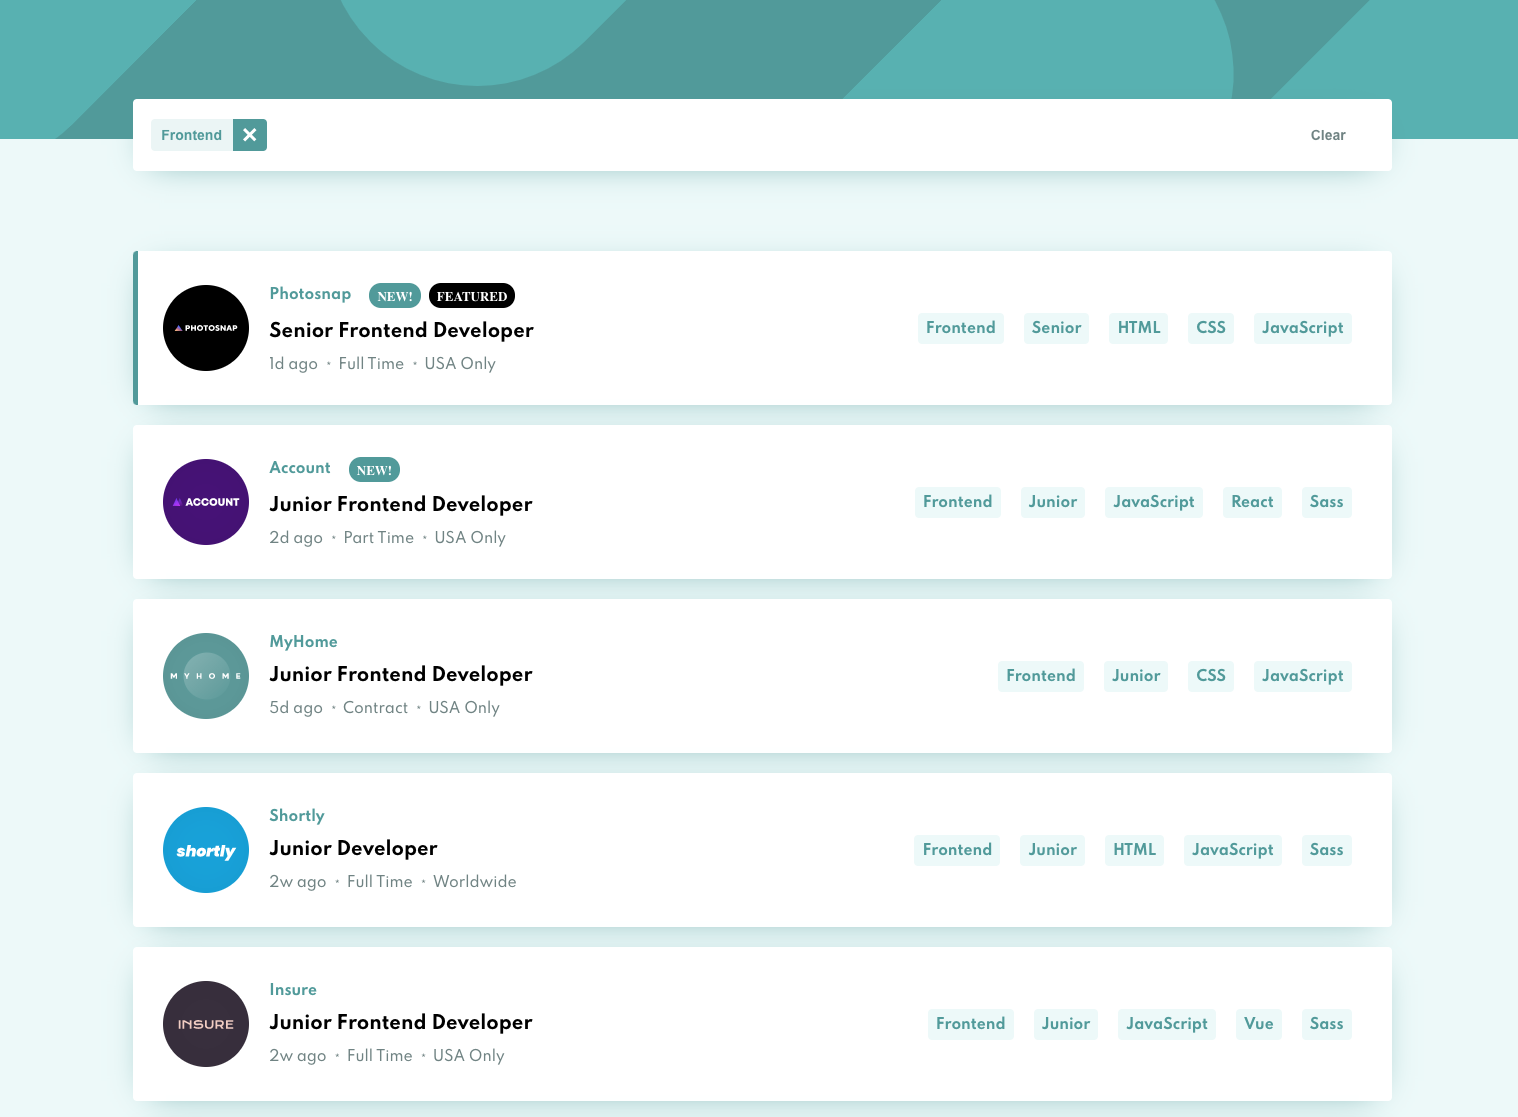 Frontend
Clear
PHOTOSNAP
Photosnap NEW! FEATURED
Senior Frontend Developer
1d ago • Full Time • USA Only
Frontend Senior HTML CSS JavaScript
ACCOUNT
Account NEW!
Junior Frontend Developer
2d ago • Part Time • USA Only
Frontend Junior JavaScript React Sass
MYHOME
MyHome
Junior Frontend Developer
5d ago • Contract • USA Only
Frontend Junior CSS JavaScript
shortly
Shortly
Junior Developer
2w ago • Full Time • Worldwide
Frontend Junior HTML JavaScript Sass
INSURE
Insure
Junior Frontend Developer
2w ago • Full Time • USA Only
Frontend Junior JavaScript Vue Sass